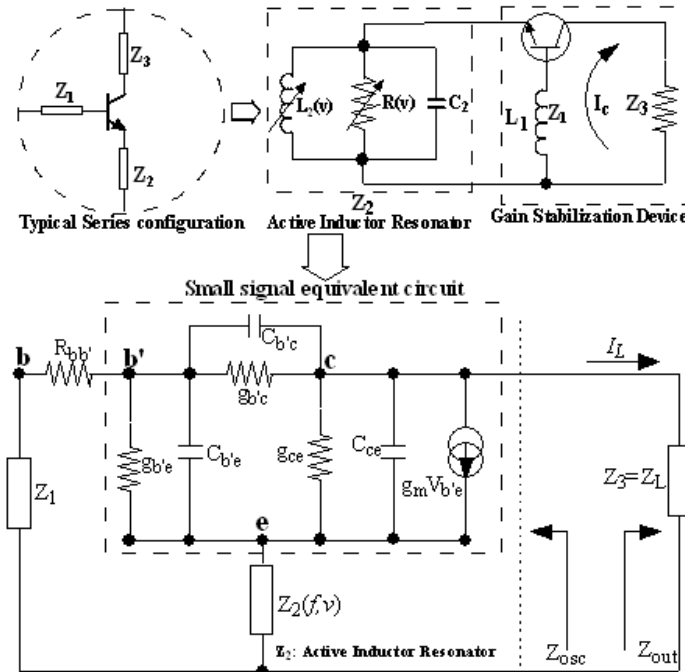 Z3
Z1
Z2
Typical Series configuration
L2(v)
R(v)
C2
Z2
Active Inductor Resonator
L1
Z1
Ic
Z3
Gain Stabilization Device
Small signal equivalent circuit
b
Rbb'
b'
Cb'c
gb'c
c
IL
gb'e
Cb'e
gce
Cce
gmVb'e
Z1
Z3=ZL
e
Z2(f,v)
Z2: Active Inductor Resonator
Zosc
Zout